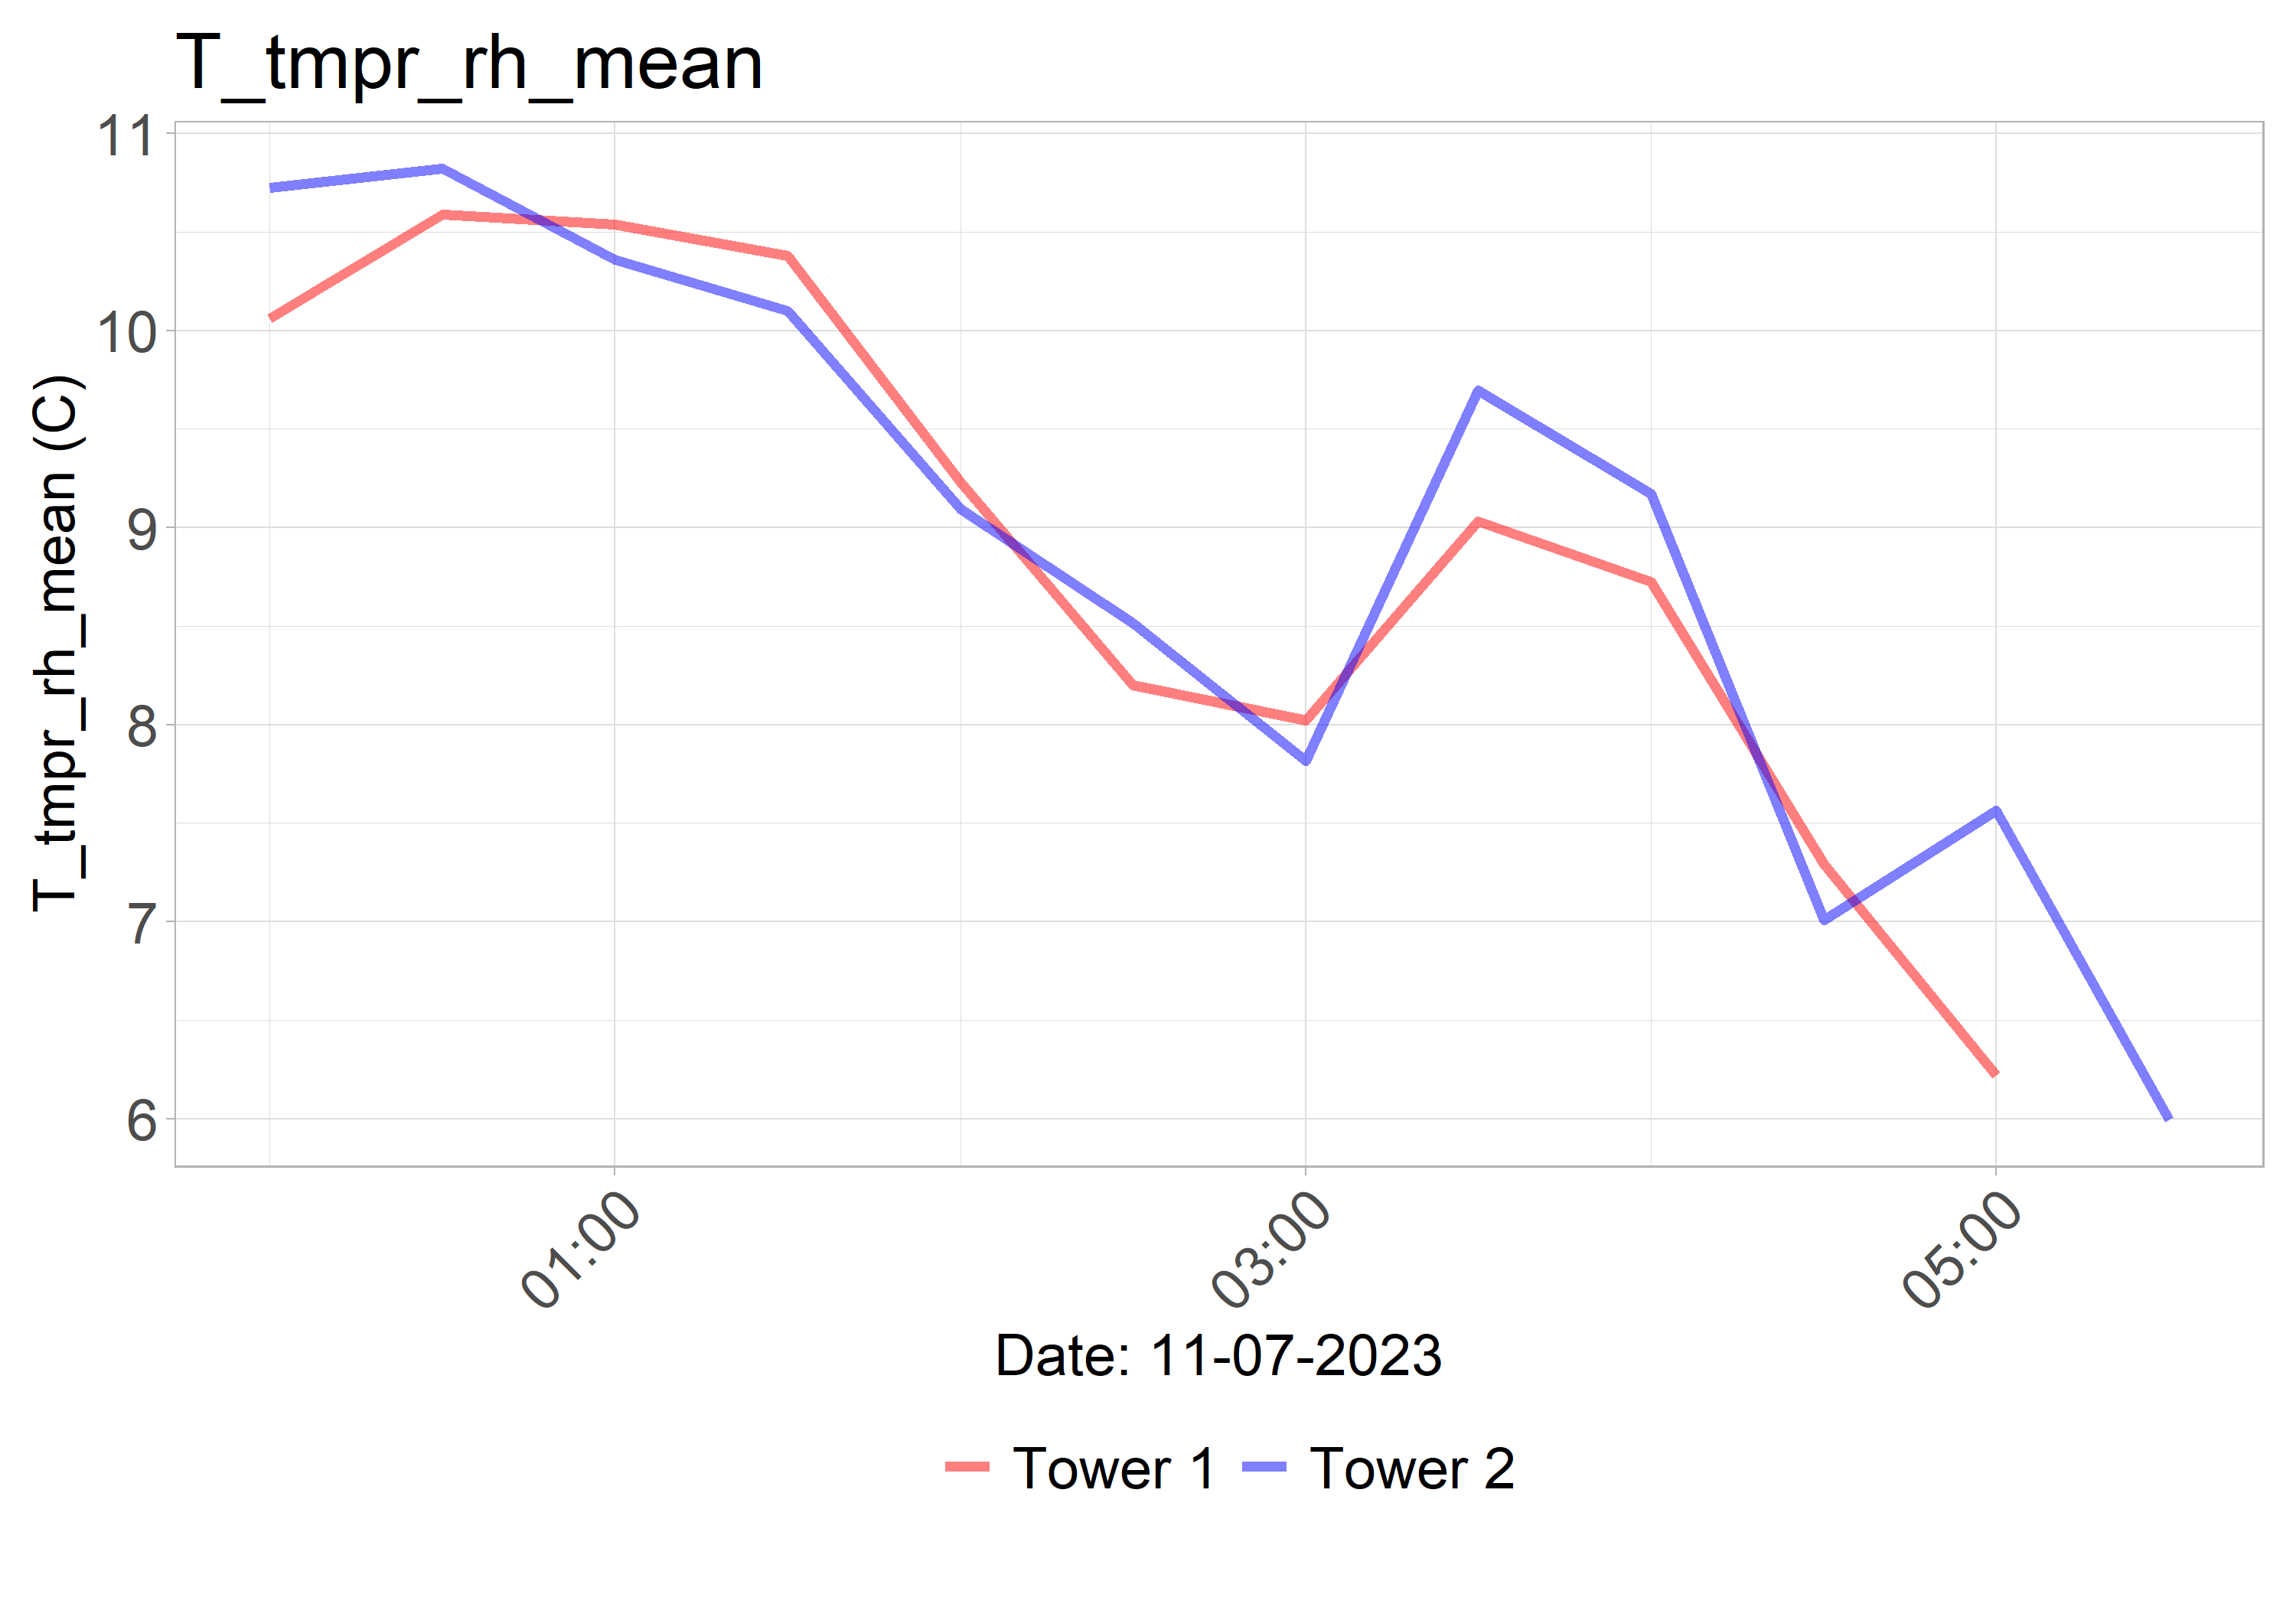 T_tmpr_rh_mean
T_tmpr_rh_mean (C)
11
10
9
8
7
6
01:00
03:00
05:00
Date: 11-07-2023
Tower 1
Tower 2